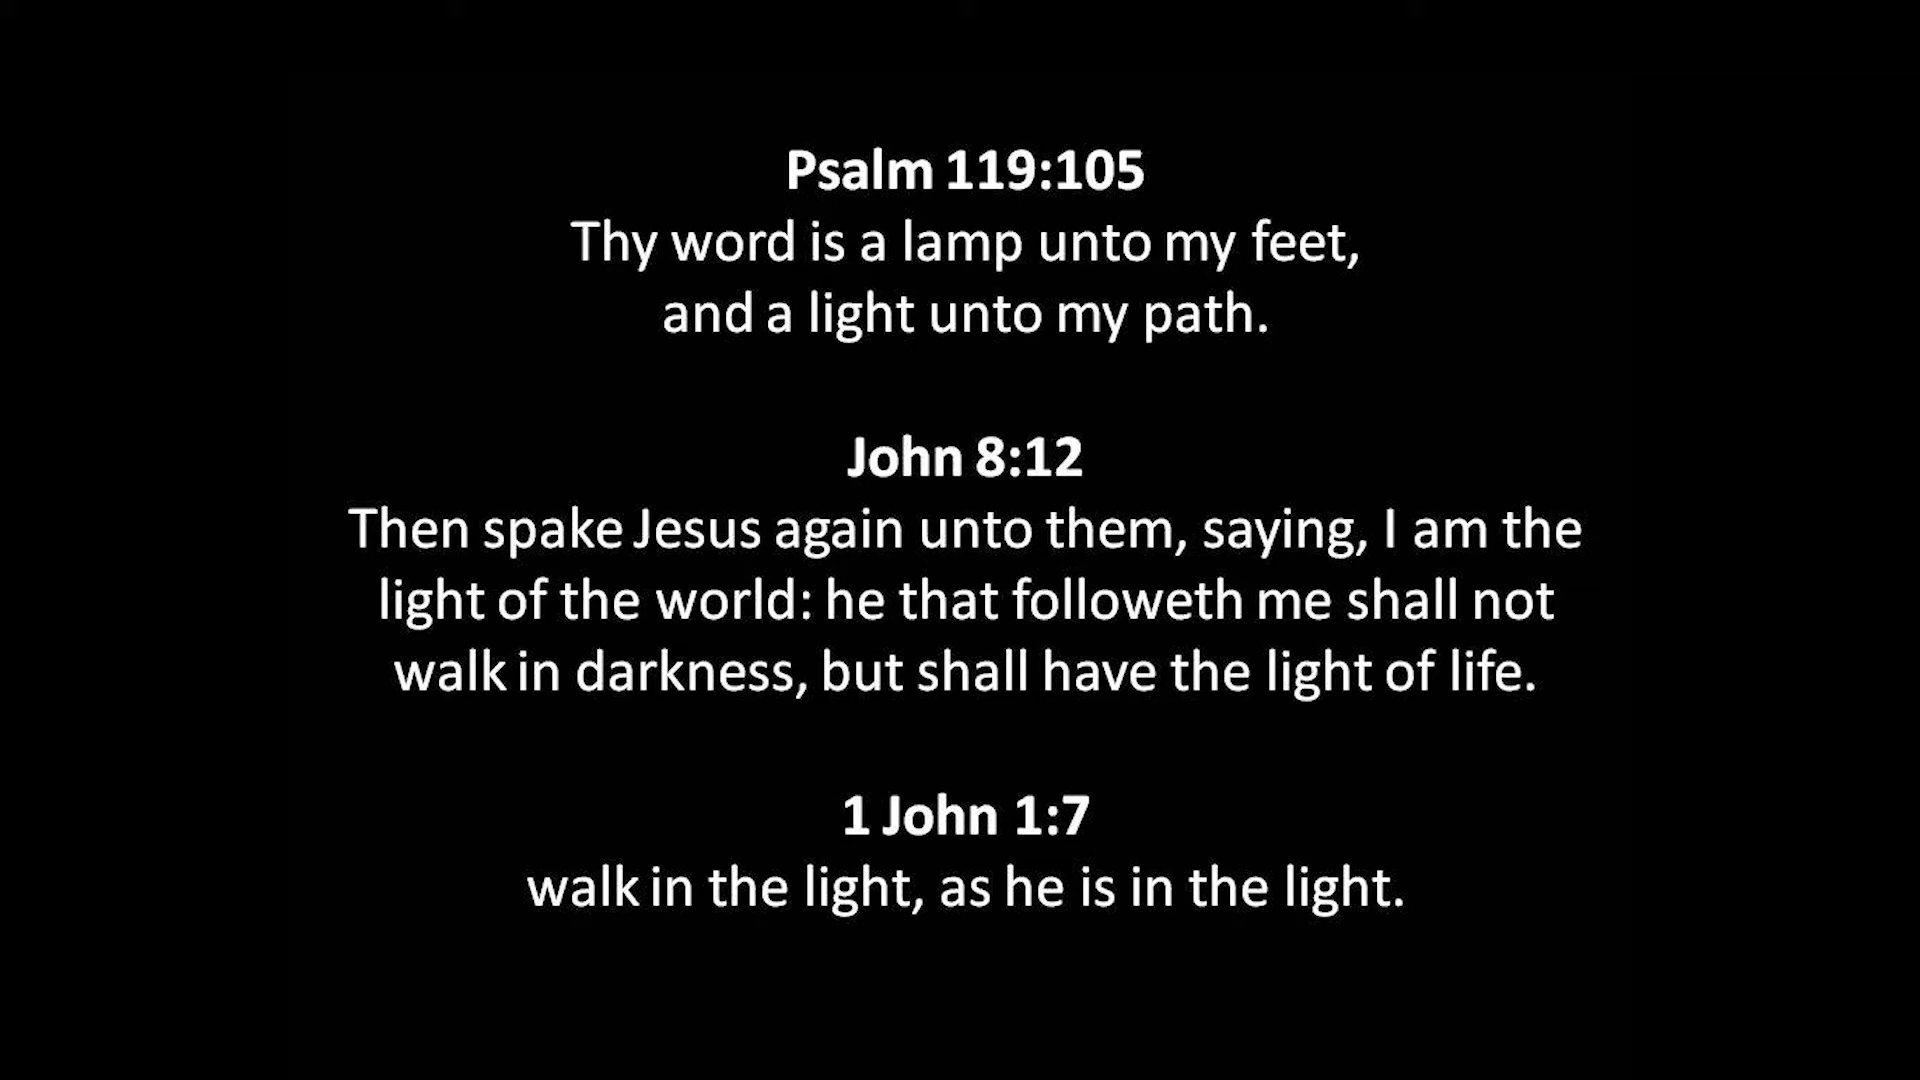 Psalm 119:105
Thy word is a lamp unto my feet,
and a light unto my path.
John 8:12
Then spake Jesus again unto them, saying, I am the
light of the world: he that followeth me shall not
walk in darkness, but shall have the light of life.
1 John 1:7
walk in the light, as he is in the light.